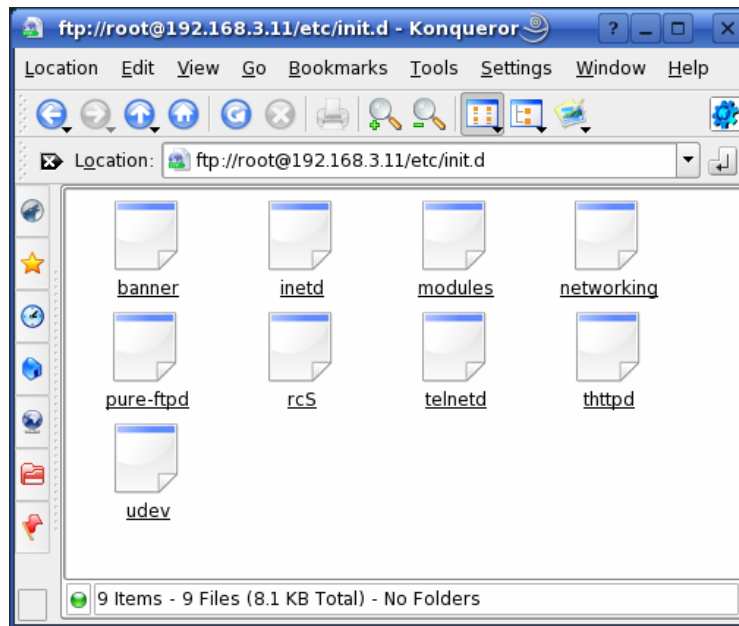 ftp://root@192.168.3.11/etc/init.d - Konqueror
Location Edit View Go Bookmarks Tools Settings Window Help
Location: ftp://root@192.168.3.11/etc/init.d
banner inetd modules networking
pure-ftpd rcS telnetd thttpd
udev
9 Items - 9 Files (8.1 KB Total) - No Folders